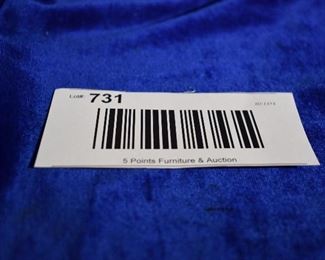 Lot# 731
5 Points Furniture & Auction